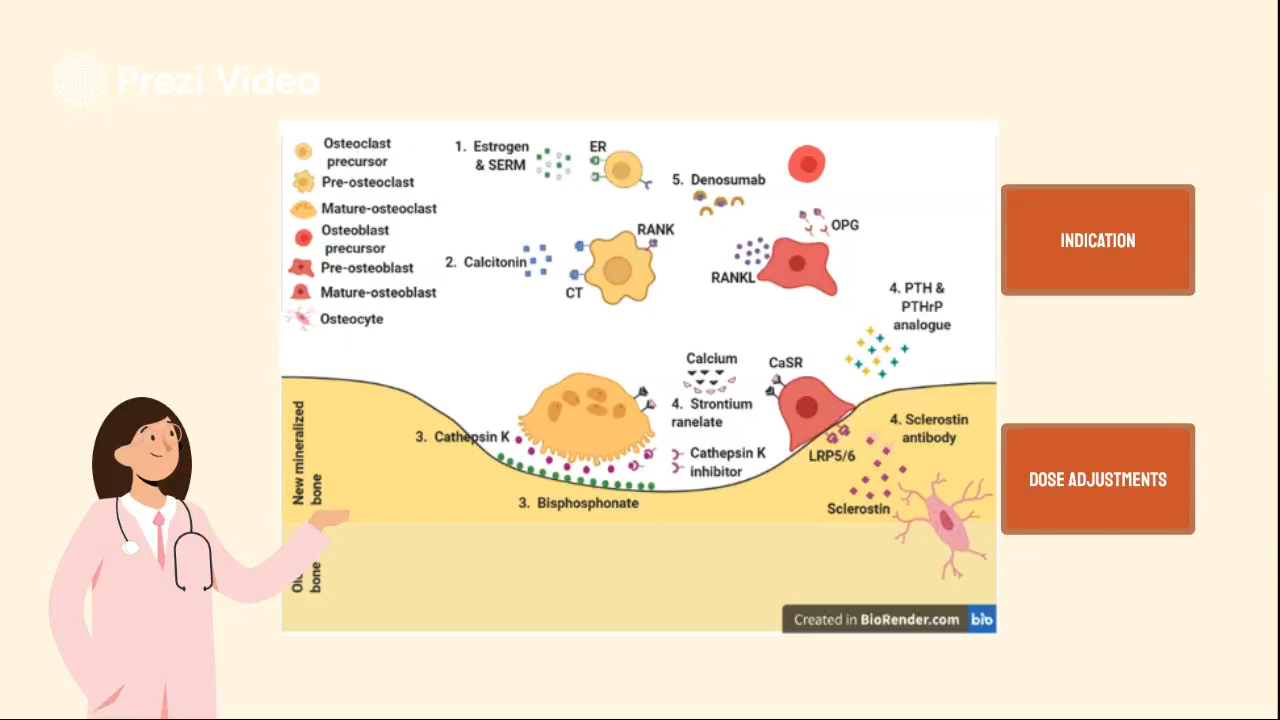 Prezi Video
Osteoclast
precursor
Pre-osteoclast
Mature-osteoclast
Osteoblast
precursor
Pre-osteoblast
Mature-osteoblast
Osteocyte
1. Estrogen
& SERM
ER
5. Denosumab
OPG
RANK
2. Calcitonin
CT
RANKL
4. PTH &
PTHrP
analogue
Calcium
CaSR
4. Strontium
ranelate
3. Cathepsin K
Cathepsin K
inhibitor
LRP5/6
4. Sclerostin
antibody
3. Bisphosphonate
Sclerostin
New mineralized
bone
bone
Created in BioRender.com bio
INDICATION
DOSE ADJUSTMENTS